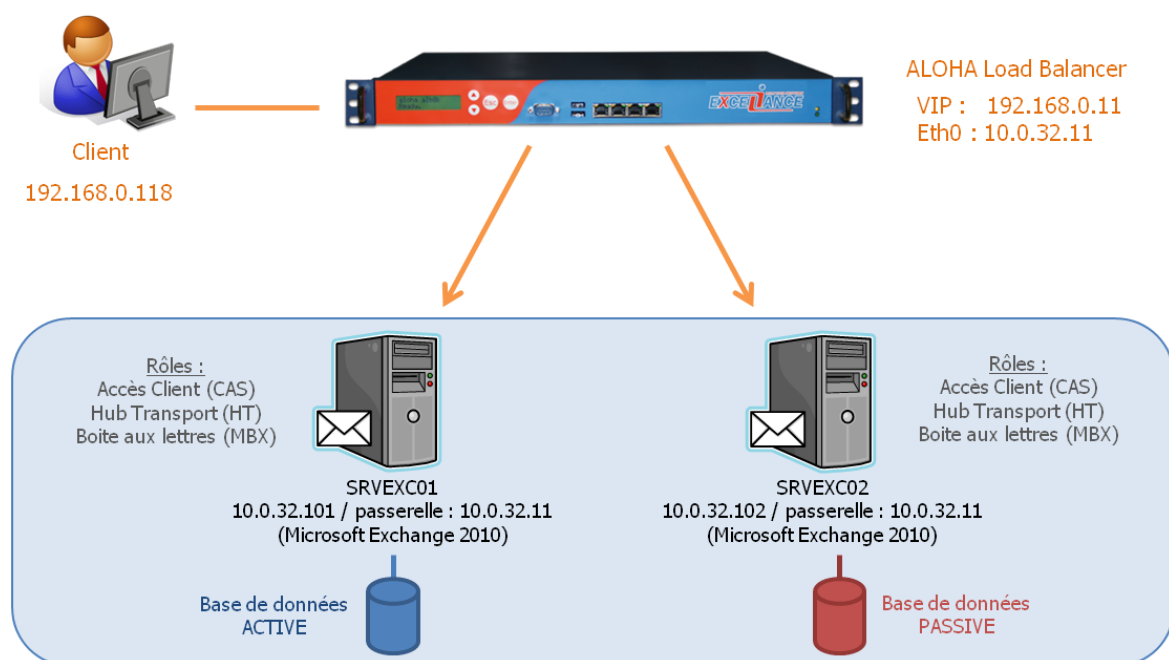 ALOHA Load Balancer
VIP : 192.168.0.11
Eth0 : 10.0.32.11
EXCELIANCE
Esc
Client
192.168.0.118
Rôles :
Accès Client (CAS)
Hub Transport (HT)
Boite aux lettres (MBX)
Rôles :
Accès Client (CAS)
Hub Transport (HT)
Boite aux lettres (MBX)
SRVEXC01
10.0.32.101 / passerelle : 10.0.32.11
(Microsoft Exchange 2010)
SRVEXC02
10.0.32.102 / passerelle : 10.0.32.11
(Microsoft Exchange 2010)
Base de données
ACTIVE
Base de données
PASSIVE